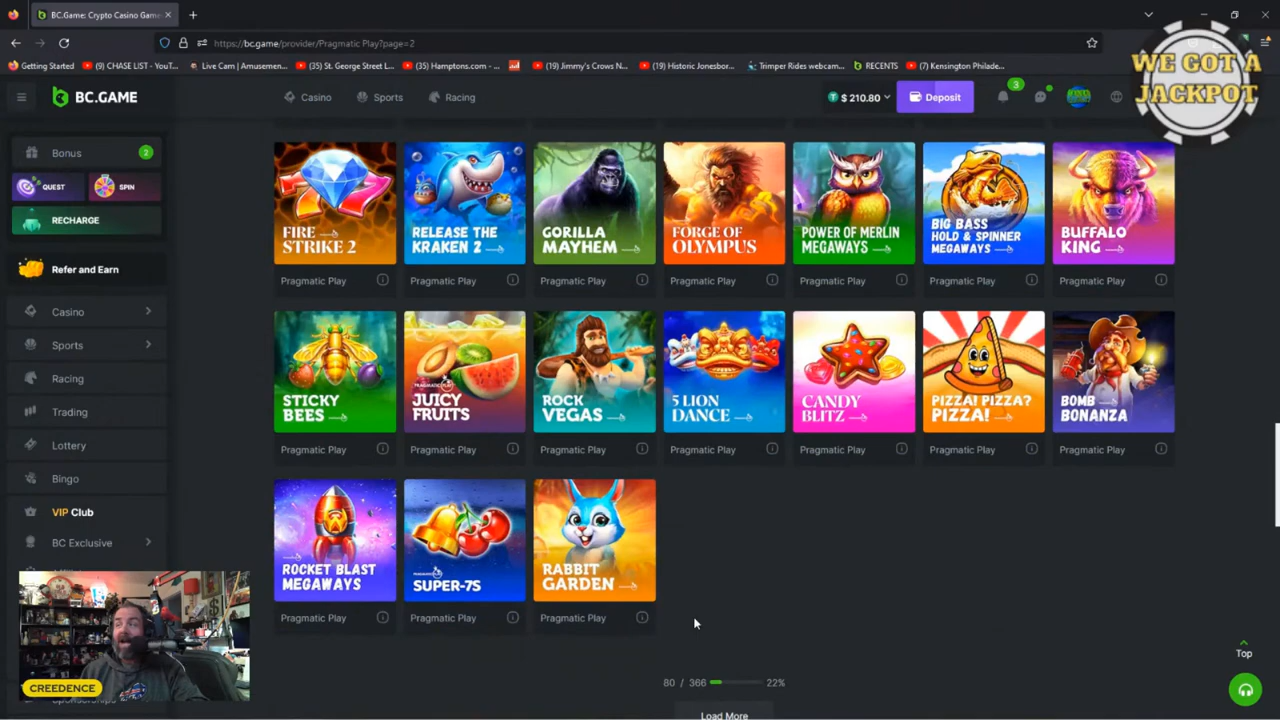 BC.Game: Crypto Casino Game
https://bc.game/provider/Pragmatic Play?page=2
Getting Started
(9) CHASE LIST - YouT...
Live Cam | Amusemen...
(35) St. George Street L...
(35) Hamptons.com - ...
(19) Jimmy's Crows N...
(19) Historic Jonesbor...
Trimper Rides webcam...
RECENTS
(7) Kensington Philade...
WE GOT A
JACKPOT
BC.GAME
Casino
Sports
Racing
$ 210.80
Deposit
3
Bonus
2
QUEST
SPIN
RECHARGE
Refer and Earn
Casino
Sports
Racing
Trading
Lottery
Bingo
VIP Club
BC Exclusive
FIRE
STRIKE 2
RELEASE THE
KRAKEN 2
GORILLA
MAYHEM
FORGE OF
OLYMPUS
POWER OF MERLIN
MEGAWAYS
BIG BASS
HOLD & SPINNER
MEGAWAYS
BUFFALO
KING
Pragmatic Play
Pragmatic Play
Pragmatic Play
Pragmatic Play
Pragmatic Play
Pragmatic Play
Pragmatic Play
STICKY
BEES
PRAGMATIC PLAY
JUICY
FRUITS
ROCK
VEGAS
5 LION
DANCE
CANDY
BLITZ
PIZZA! PIZZA?
PIZZA!
BOMB
BONANZA
Pragmatic Play
Pragmatic Play
Pragmatic Play
Pragmatic Play
Pragmatic Play
Pragmatic Play
Pragmatic Play
ROCKET BLAST
MEGAWAYS
SUPER-7S
RABBIT
GARDEN
Pragmatic Play
Pragmatic Play
Pragmatic Play
80 / 366
22%
Load More
Top
CREEDENCE
Sponsorships